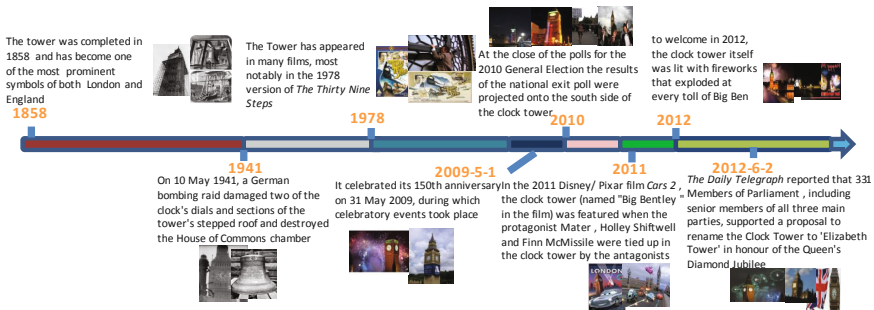 The tower was completed in
1858 and has become one
of the most prominent
symbols of both London and
England
1858
On 10 May 1941, a German
bombing raid damaged two of the
clock's dials and sections of the
tower's stepped roof and destroyed
the House of Commons chamber
1941
The Tower has appeared
in many films, most
notably in the 1978
version of The Thirty Nine
Steps
1978
2009-5-1
It celebrated its 150th anniversary
on 31 May 2009, during which
celebratory events took place
At the close of the polls for the
2010 General Election the results
of the national exit poll were
projected onto the south side of
the clock tower
2010
2011
In the 2011 Disney/ Pixar film Cars 2 ,
the clock tower (named "Big Bentley "
in the film) was featured when the
protagonist Mater , Holley Shiftwell
and Finn McMissile were tied up in
the clock tower by the antagonists
LONDON
to welcome in 2012,
the clock tower itself
was lit with fireworks
that exploded at
every toll of Big Ben
2012
2012-6-2
The Daily Telegraph reported that 331
Members of Parliament , including
senior members of all three main
parties, supported a proposal to
rename the Clock Tower to 'Elizabeth
Tower' in honour of the Queen's
Diamond Jubilee